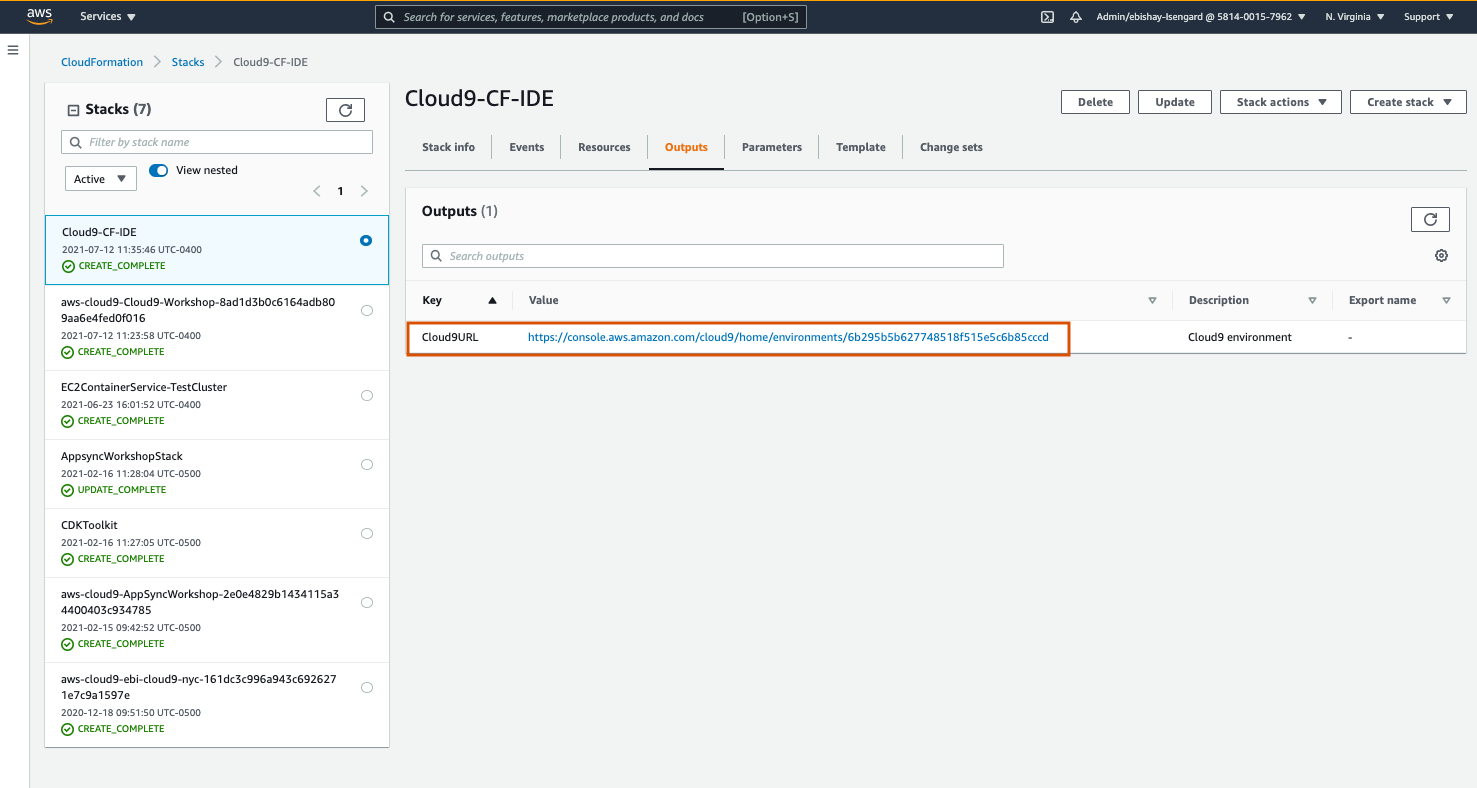 aws
Services
Search for services, features, marketplace products, and docs [Option+S]
Admin/ebishay-Isengard @ 5814-0015-7962
N. Virginia
Support
CloudFormation
Stacks
Cloud9-CF-IDE
Stacks (7)
Filter by stack name
Active
View nested
1
Cloud9-CF-IDE
2021-07-12 11:35:46 UTC-0400
CREATE_COMPLETE
aws-cloud9-Cloud9-Workshop-8ad1d3b0c6164adb80
9aa6e4fed0f016
2021-07-12 11:23:58 UTC-0400
CREATE_COMPLETE
EC2ContainerService-TestCluster
2021-06-23 16:01:52 UTC-0400
CREATE_COMPLETE
AppsyncWorkshopStack
2021-02-16 11:28:04 UTC-0500
UPDATE_COMPLETE
CDKToolkit
2021-02-16 11:27:05 UTC-0500
CREATE_COMPLETE
aws-cloud9-AppSyncWorkshop-2e0e4829b1434115a3
4400403c934785
2021-02-15 09:42:52 UTC-0500
CREATE_COMPLETE
aws-cloud9-ebi-cloud9-nyc-161dc3c996a943c692627
1e7c9a1597e
2020-12-18 09:51:50 UTC-0500
CREATE_COMPLETE
Cloud9-CF-IDE
Delete
Update
Stack actions
Create stack
Stack info
Events
Resources
Outputs
Parameters
Template
Change sets
Outputs (1)
Search outputs
Key
Value
Description
Export name
Cloud9URL
https://console.aws.amazon.com/cloud9/home/environments/6b295b5b627748518f515e5c6b85cccd
Cloud9 environment
-